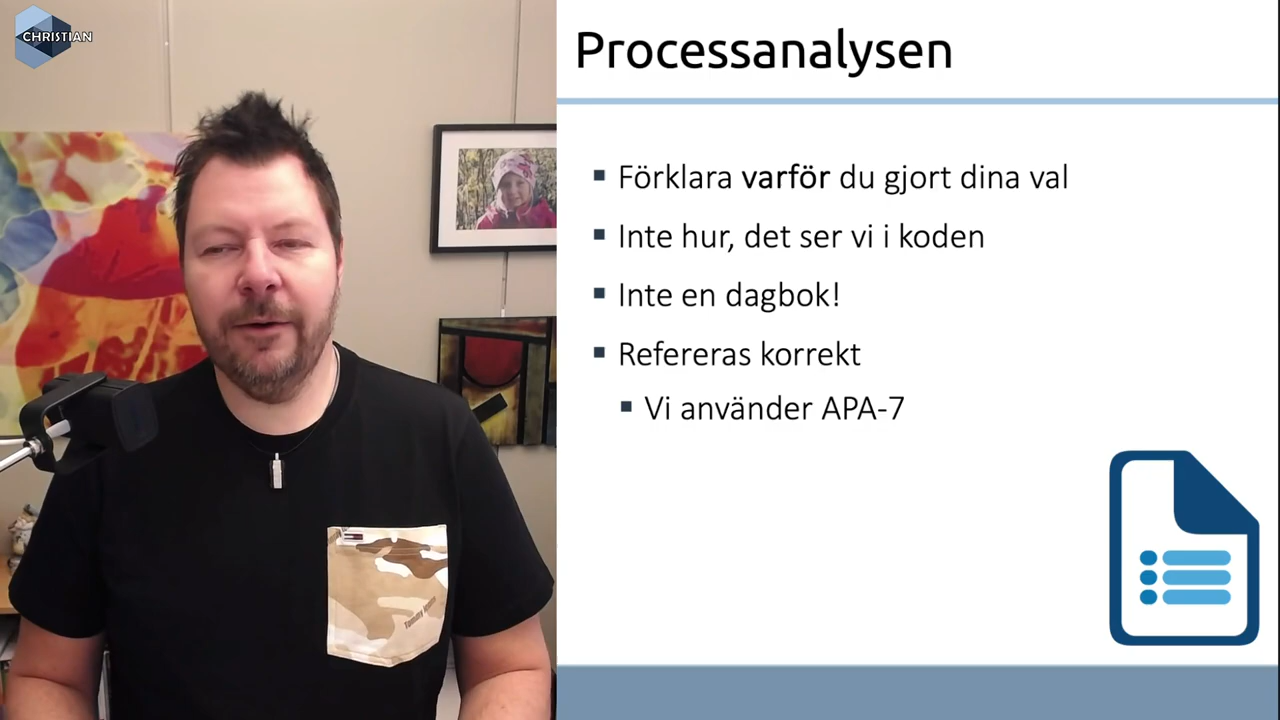 CHRISTIAN
Processanalysen
Förklara varför du gjort dina val
Inte hur, det ser vi i koden
Inte en dagbok!
Refereras korrekt
Vi använder APA-7